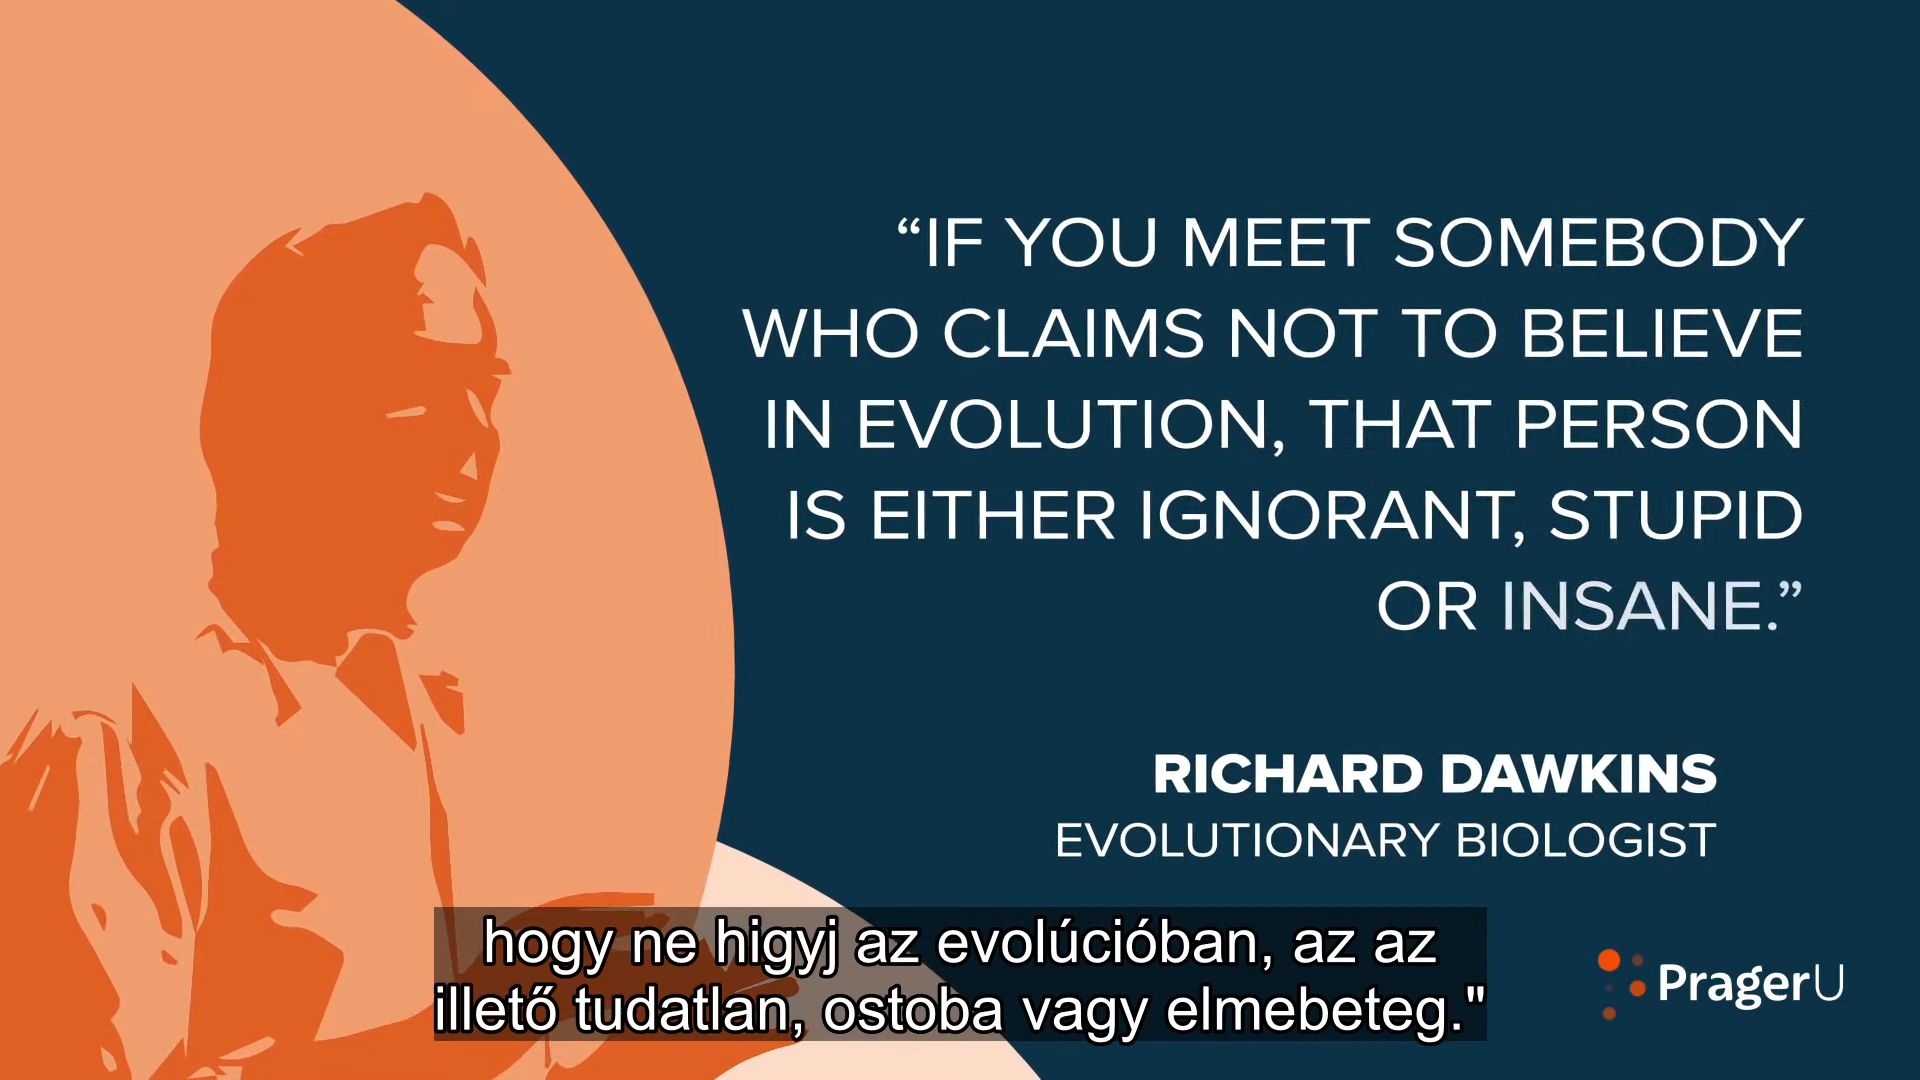 “IF YOU MEET SOMEBODY
WHO CLAIMS NOT TO BELIEVE
IN EVOLUTION, THAT PERSON
IS EITHER IGNORANT, STUPID
OR INSANE.”
RICHARD DAWKINS
EVOLUTIONARY BIOLOGIST
hogy ne higyj az evolúcióban, az az
illető tudatlan, ostoba vagy elmebeteg."
PragerU